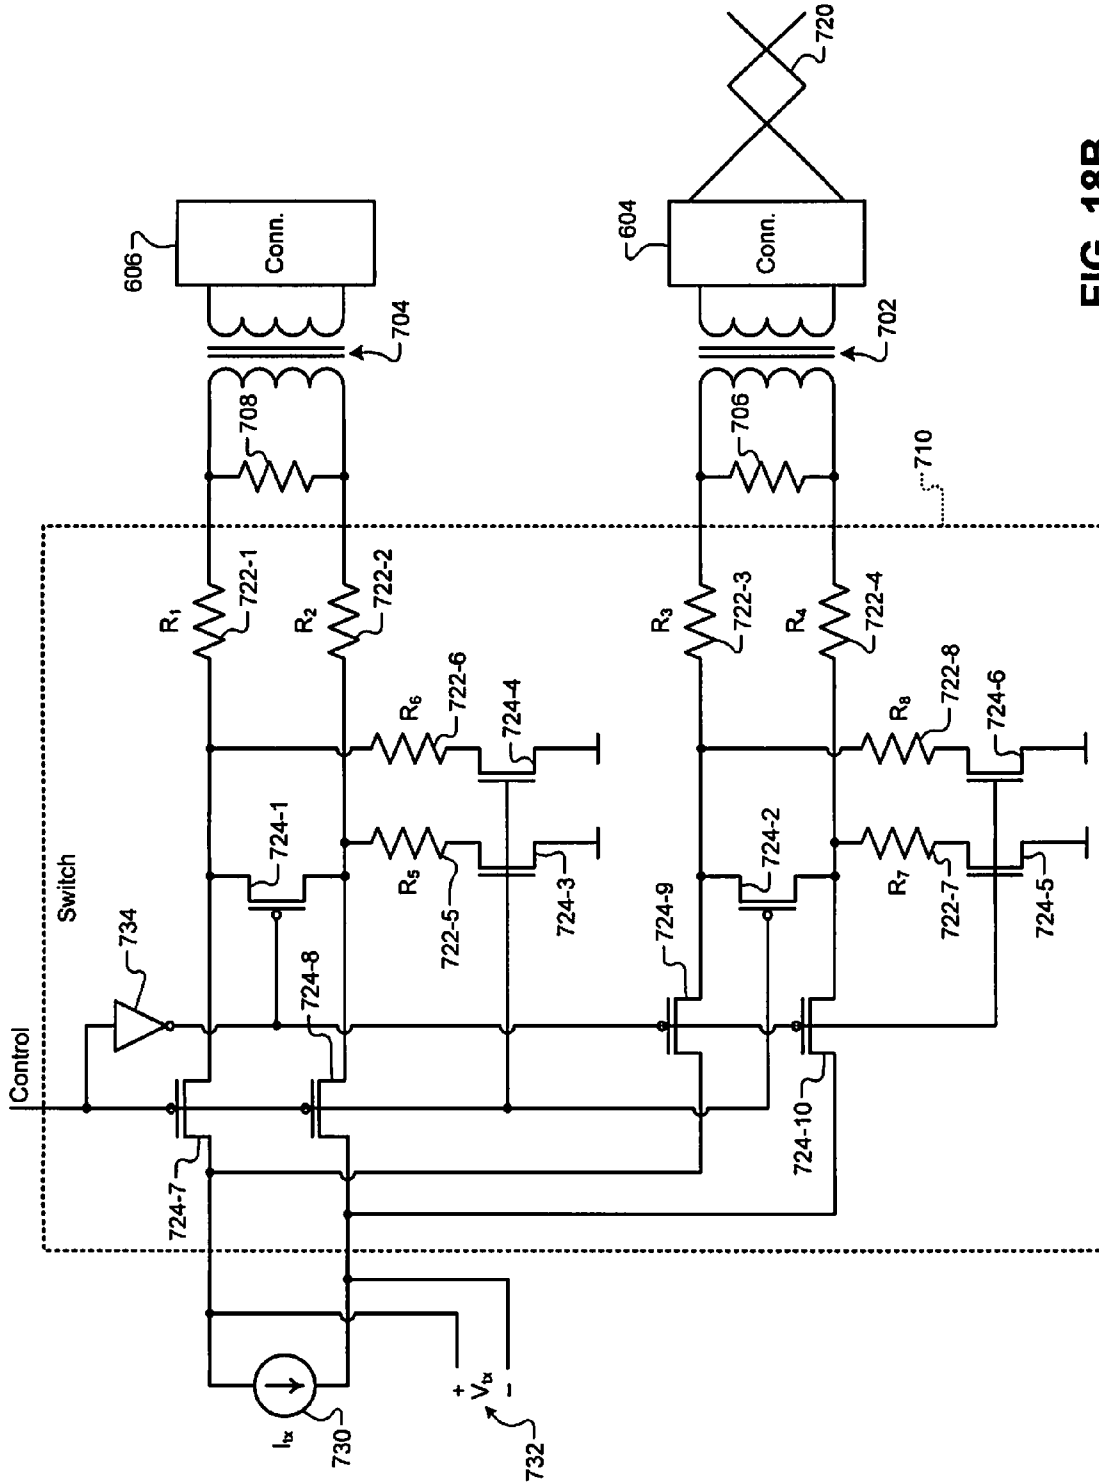 Control
Switch
734
724-7
724-8
724-1
R₁
722-1
R₂
722-2
708
704
606
Conn.
R₅
722-5
R₆
722-6
724-3
724-4
Iₜₓ
730
+
Vₜₓ
−
732
724-9
724-10
724-2
R₃
722-3
R₄
722-4
R₇
722-7
R₈
722-8
724-5
724-6
710
706
702
604
Conn.
720
FIG. 18B